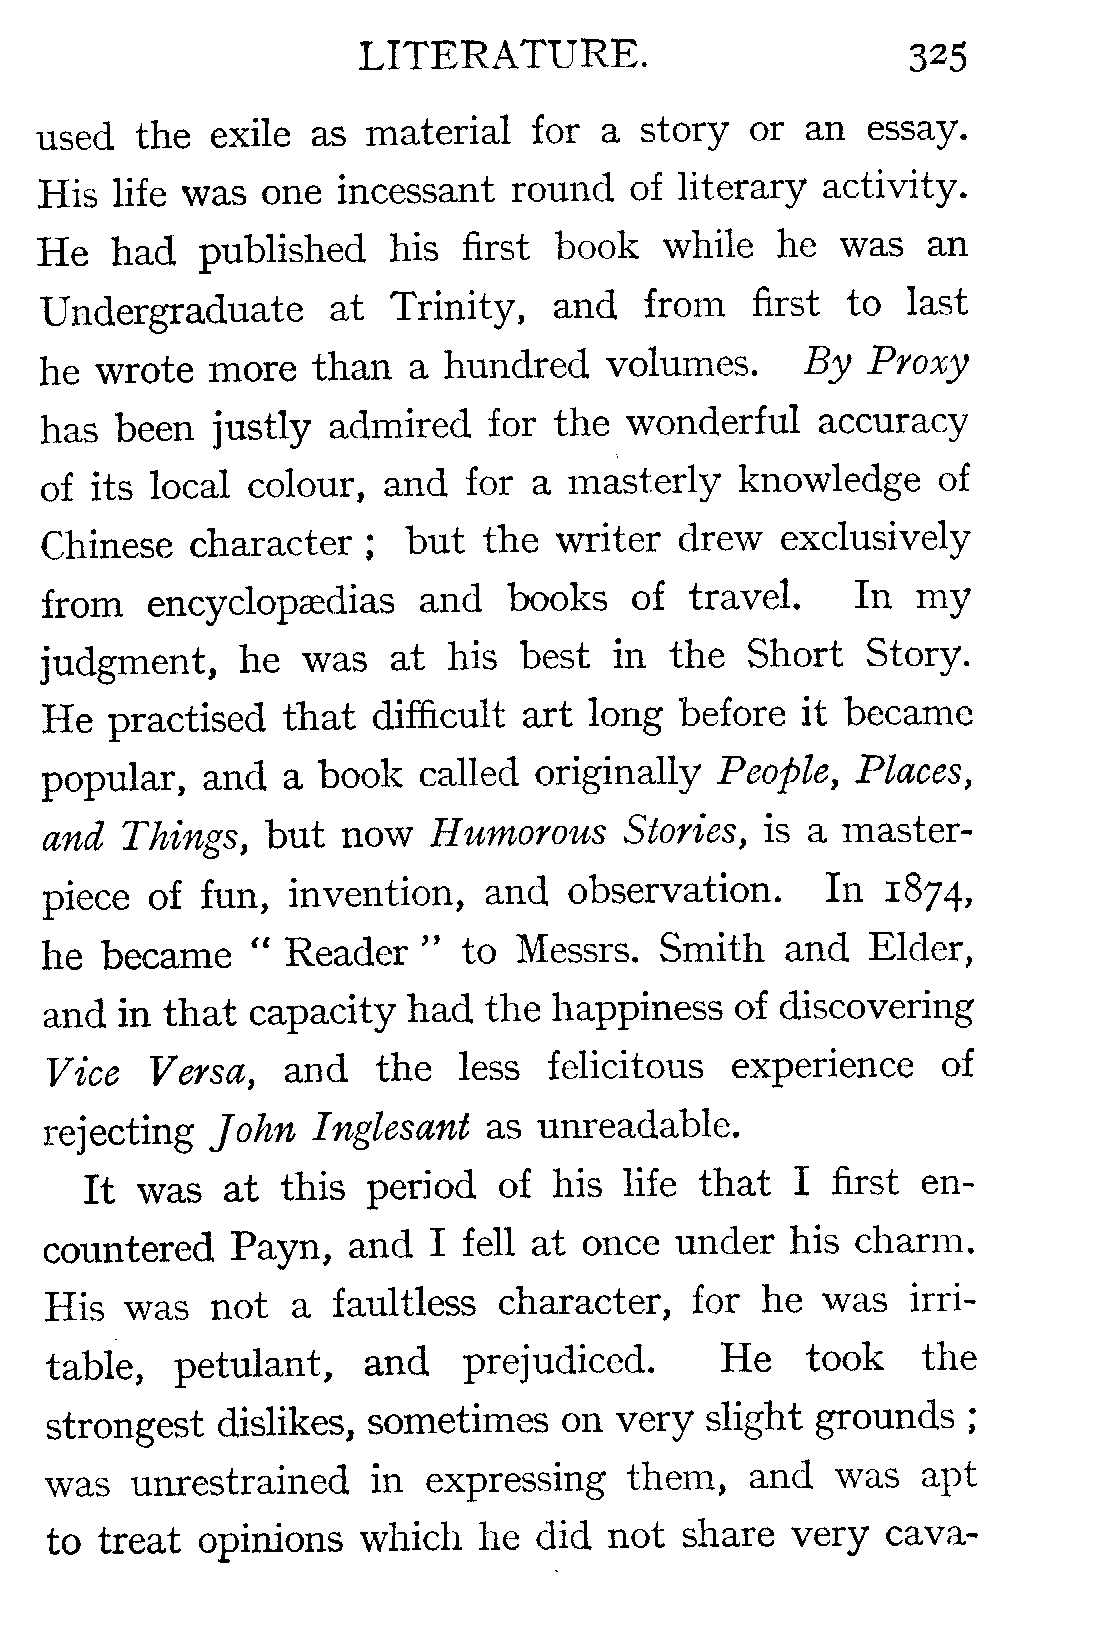 LITERATURE. 325
used the exile as material for a story or an essay.
His life was one incessant round of literary activity.
He had published his first book while he was an
Undergraduate at Trinity, and from first to last
he wrote more than a hundred volumes. By Proxy
has been justly admired for the wonderful accuracy
of its local colour, and for a masterly knowledge of
Chinese character ; but the writer drew exclusively
from encyclopædias and books of travel. In my
judgment, he was at his best in the Short Story.
He practised that difficult art long before it became
popular, and a book called originally People, Places,
and Things, but now Humorous Stories, is a master-
piece of fun, invention, and observation. In 1874,
he became “ Reader ” to Messrs. Smith and Elder,
and in that capacity had the happiness of discovering
Vice Versa, and the less felicitous experience of
rejecting John Inglesant as unreadable.
It was at this period of his life that I first en-
countered Payn, and I fell at once under his charm.
His was not a faultless character, for he was irri-
table, petulant, and prejudiced. He took the
strongest dislikes, sometimes on very slight grounds ;
was unrestrained in expressing them, and was apt
to treat opinions which he did not share very cava-